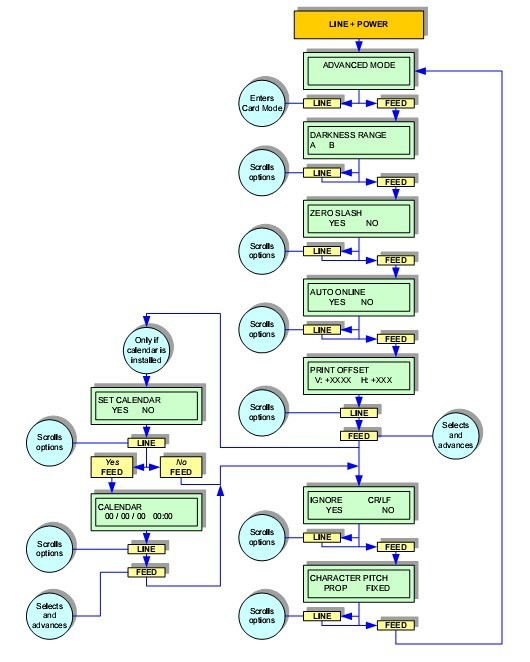 LINE + POWER
ADVANCED MODE
Enters
Card Mode
LINE
FEED
DARKNESS RANGE
A B
Scrolls
options
LINE
FEED
ZERO SLASH
YES NO
Scrolls
options
LINE
FEED
AUTO ONLINE
YES NO
Scrolls
options
LINE
FEED
Only if
calendar is
installed
PRINT OFFSET
V: +XXXX H: +XXX
SET CALENDAR
YES NO
Scrolls
options
LINE
FEED
Selects
and
advances
Scrolls
options
LINE
Yes
FEED
No
FEED
CALENDAR
00 / 00 / 00 00:00
IGNORE CR/LF
YES NO
Scrolls
options
LINE
FEED
Scrolls
options
LINE
FEED
CHARACTER PITCH
PROP FIXED
Selects
and
advances
Scrolls
options
LINE
FEED